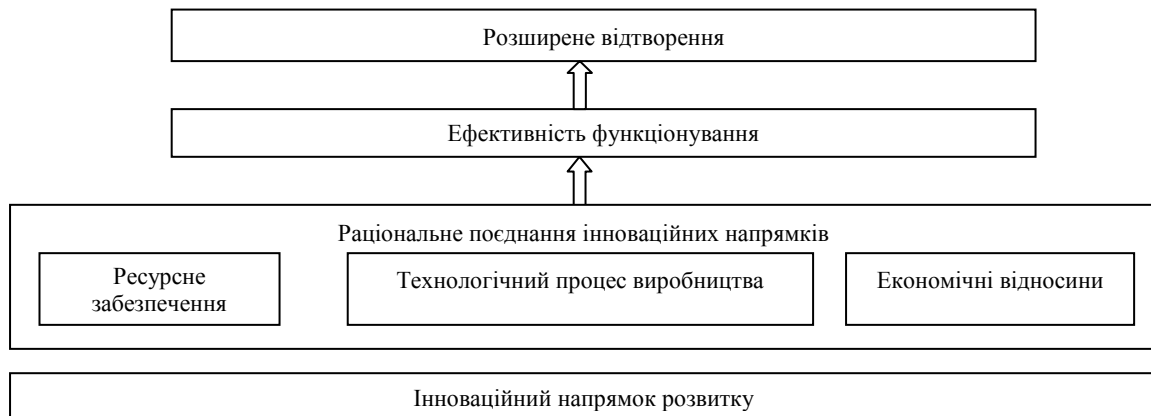 Розширене відтворення
Ефективність функціонування
Раціональне поєднання інноваційних напрямків
Ресурсне
забезпечення
Технологічний процес виробництва
Економічні відносини
Інноваційний напрямок розвитку